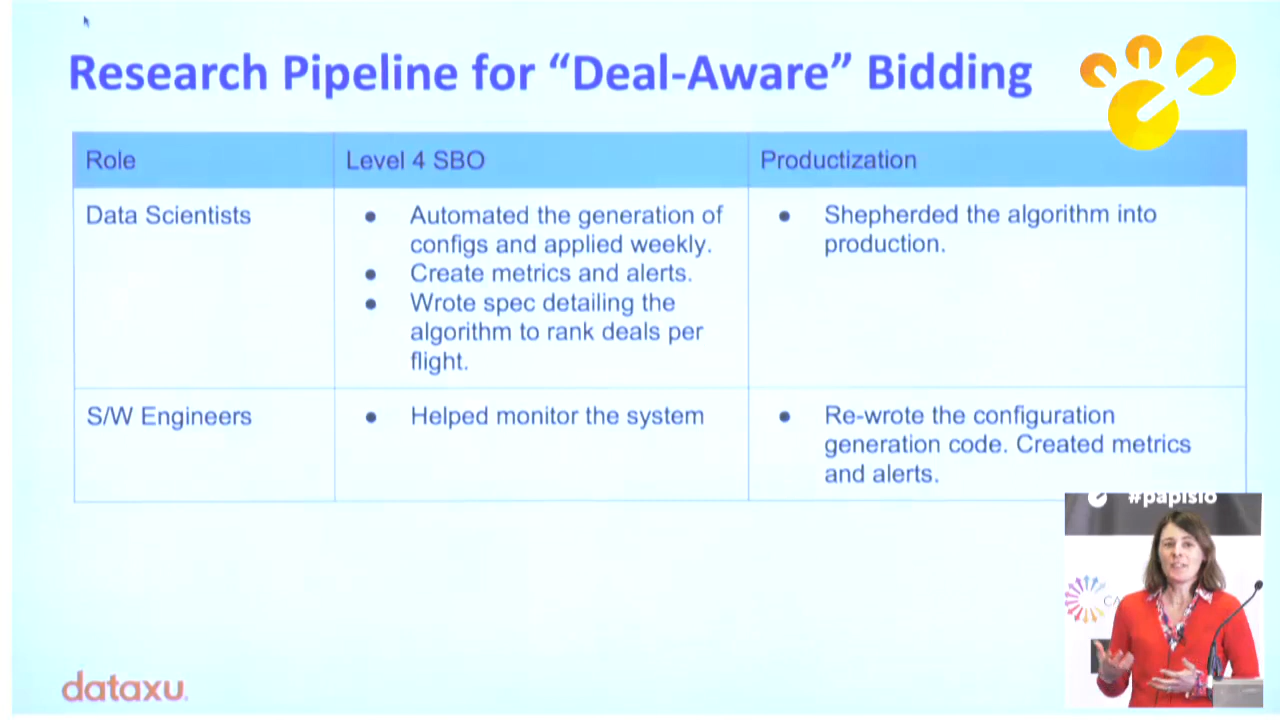 Research Pipeline for “Deal-Aware” Bidding
Role
Level 4 SBO
Productization
Data Scientists
● Automated the generation of
configs and applied weekly.
● Create metrics and alerts.
● Wrote spec detailing the
algorithm to rank deals per
flight.
● Shepherded the algorithm into
production.
S/W Engineers
● Helped monitor the system
● Re-wrote the configuration
generation code. Created metrics
and alerts.
#papisio
dataxu.